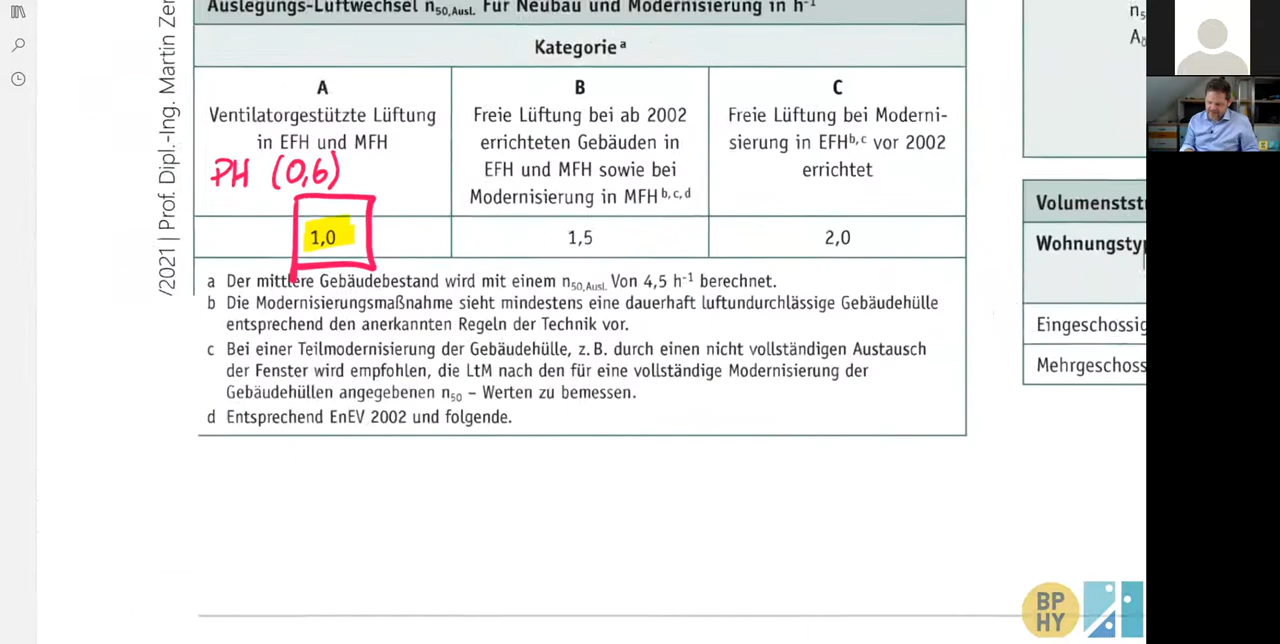 Auslegungs-Luftwechsel n50,Ausl. Für Neubau und Modernisierung in h-1
Kategorie a
A
Ventilatorgestützte Lüftung
in EFH und MFH
PH (0,6)
1,0
B
Freie Lüftung bei ab 2002
errichteten Gebäuden in
EFH und MFH sowie bei
Modernisierung in MFH b,c,d
1,5
C
Freie Lüftung bei Moderni-
sierung in EFH b,c vor 2002
errichtet
2,0
a Der mittlere Gebäudebestand wird mit einem n50,Ausl. Von 4,5 h-1 berechnet.
b Die Modernisierungsmaßnahme sieht mindestens eine dauerhaft luftundurchlässige Gebäudehülle
entsprechend den anerkannten Regeln der Technik vor.
c Bei einer Teilmodernisierung der Gebäudehülle, z. B. durch einen nicht vollständigen Austausch
der Fenster wird empfohlen, die LtM nach den für eine vollständige Modernisierung der
Gebäudehüllen angegebenen n50 – Werten zu bemessen.
d Entsprechend EnEV 2002 und folgende.
/2021 | Prof. Dipl.-Ing. Martin Zer
Volumenstst
Wohnungsty
Eingeschossig
Mehrgeschoss
BP
HY